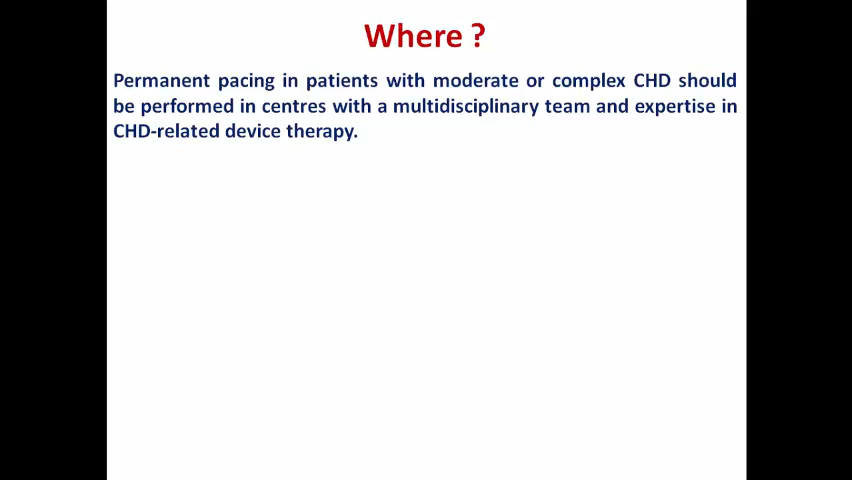 Where ?
Permanent pacing in patients with moderate or complex CHD should
be performed in centres with a multidisciplinary team and expertise in
CHD-related device therapy.